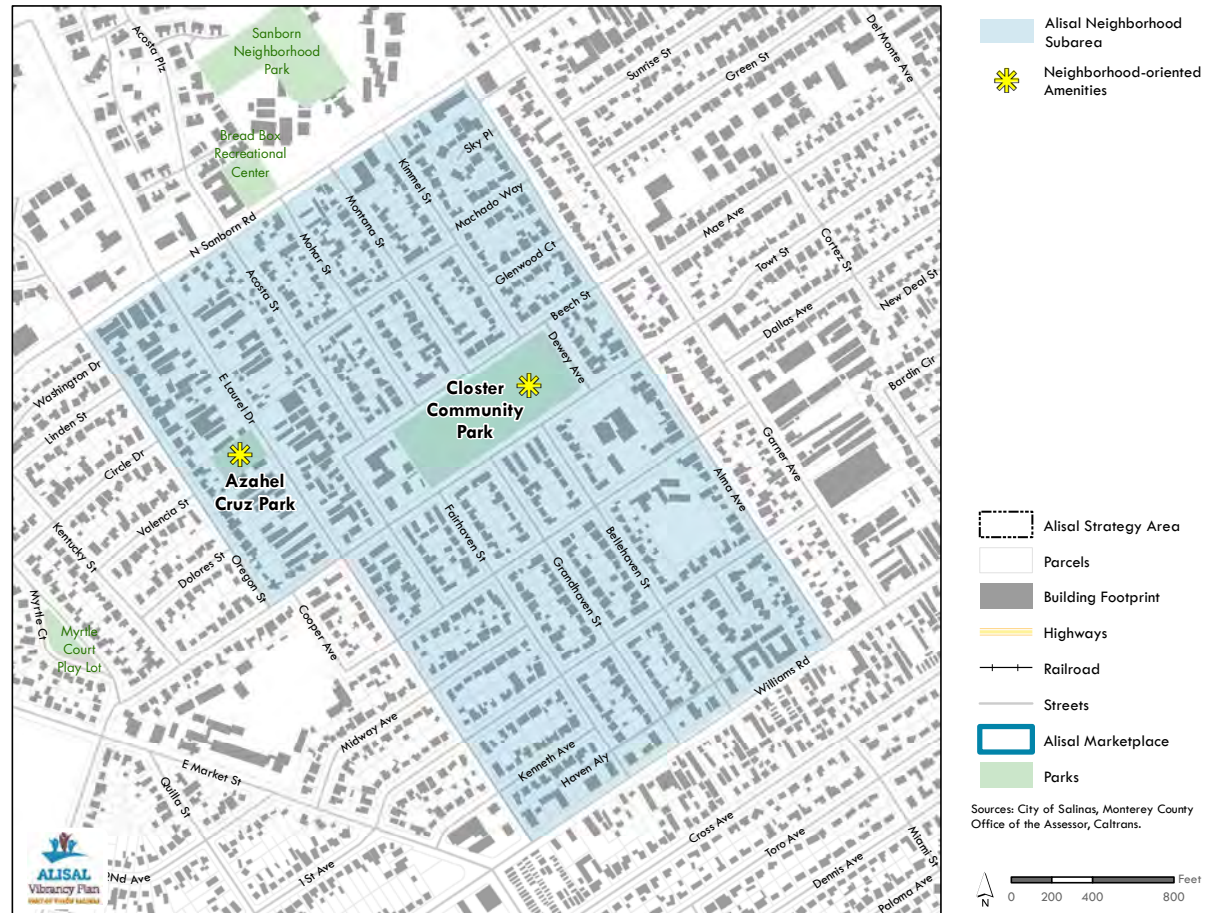 Acosta Plz
Sanborn
Neighborhood
Park
Bread Box
Recreational
Center
N Sanborn Rd
Sunrise St
Green St
Del Monte Ave
Sky Pl
Kimmel St
Machado Way
Montana St
Mohar St
Glenwood Ct
Acosta St
Beech St
Dewey Ave
Mae Ave
Towt St
Cortez St
New Deal St
Dallas Ave
Bardin Cir
Washington Dr
Linden St
Circle Dr
E Laurel Dr
Closter
Community
Park
Azahel
Cruz Park
Garner Ave
Alma Ave
Kentucky St
Valencia St
Dolores St
Oregon St
Fairhaven St
Bellehaven St
Grandhaven St
Myrtle Ct
Myrtle
Court
Play Lot
Cooper Ave
Williams Rd
Midway Ave
E Market St
Kenneth Ave
Haven Aly
Quilla St
Cross Ave
Toro Ave
Miami St
1St Ave
2Nd Ave
Dennis Ave
Paloma Ave
ALISAL
Vibrancy Plan
Alisal Neighborhood
Subarea
Neighborhood-oriented
Amenities
Alisal Strategy Area
Parcels
Building Footprint
Highways
Railroad
Streets
Alisal Marketplace
Parks
Sources: City of Salinas, Monterey County
Office of the Assessor, Caltrans.
N
Feet
0 200 400 800